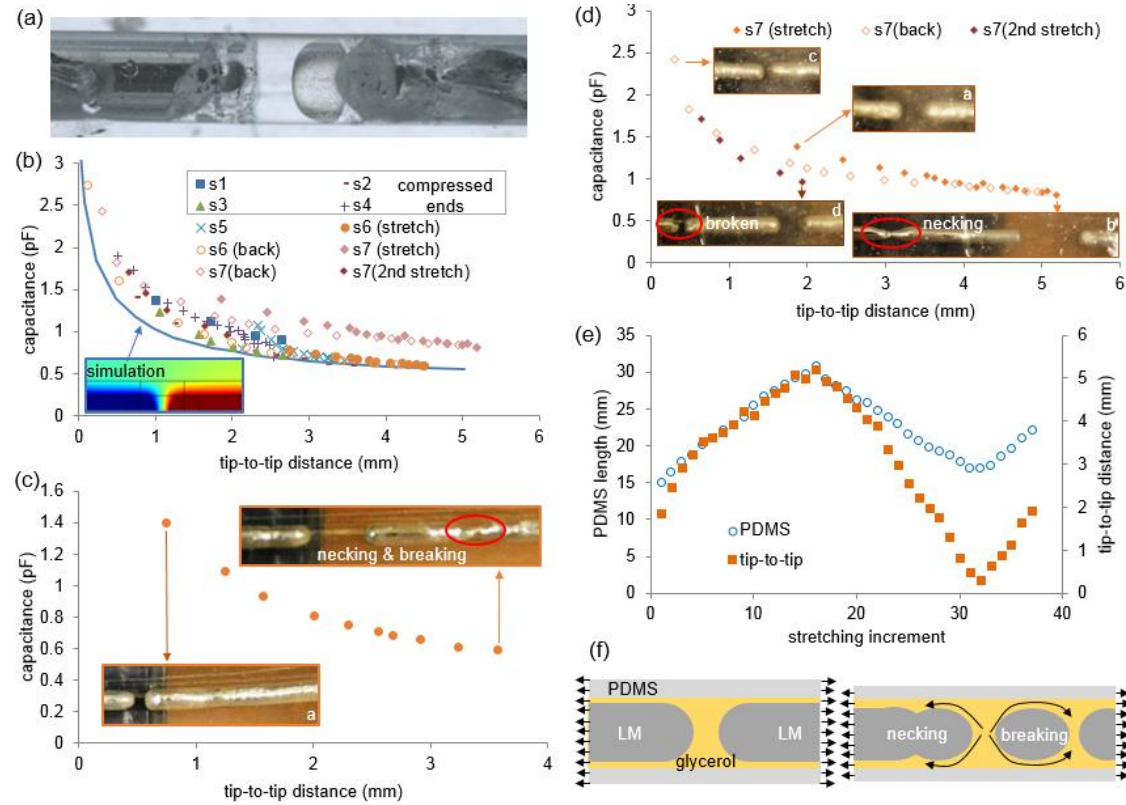 (a)
(b)
capacitance (pF)
3
2.5
2
1.5
1
0.5
0
s1
s2
compressed
s3
s4
ends
s5
s6 (stretch)
s6 (back)
s7 (stretch)
s7(back)
s7(2nd stretch)
simulation
0
1
2
3
4
5
6
tip-to-tip distance (mm)
(c)
capacitance (pF)
1.6
1.4
1.2
1
0.8
0.6
0.4
0.2
0
necking & breaking
a
0
1
2
3
4
tip-to-tip distance (mm)
(d)
s7 (stretch)
s7(back)
s7(2nd stretch)
capacitance (pF)
3
2.5
2
1.5
1
0.5
0
c
a
d
broken
necking
b
0
1
2
3
4
5
6
tip-to-tip distance (mm)
(e)
PDMS length (mm)
35
30
25
20
15
10
5
0
PDMS
tip-to-tip
6
5
4
3
2
1
0
tip-to-tip distance (mm)
0
10
20
30
40
stretching increment
(f)
PDMS
LM
LM
glycerol
necking
breaking